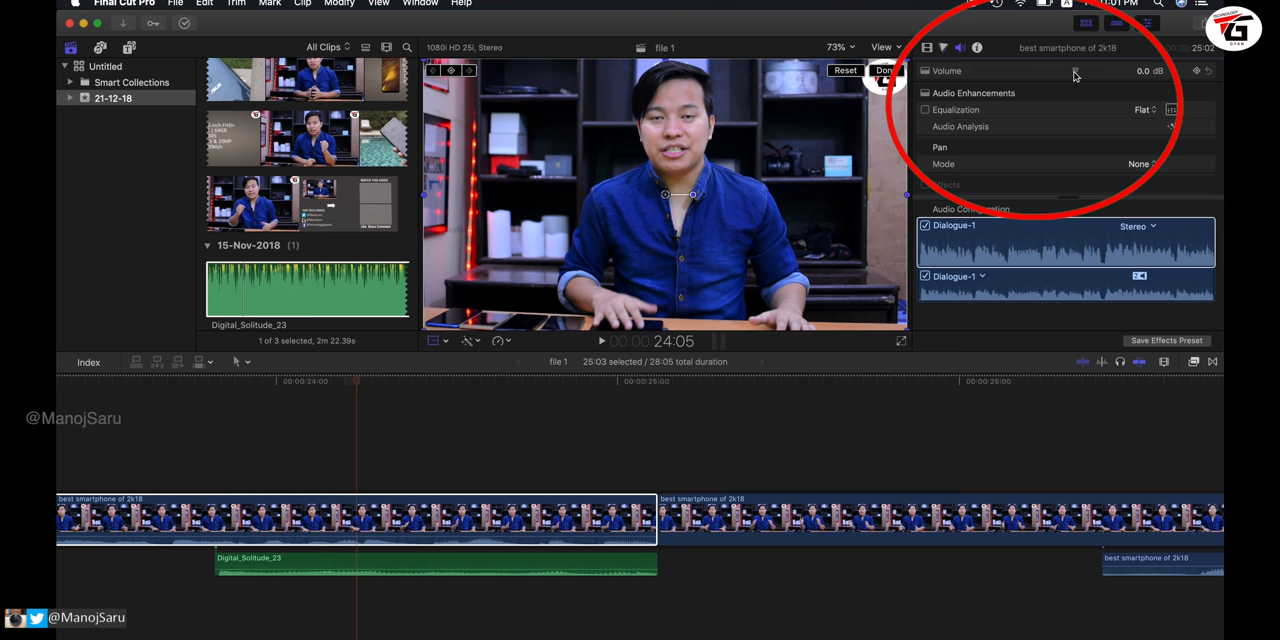 Final Cut Pro File Edit Trim Mark Clip Modify View Window Help
TECHNOLOGY
GYAN
All Clips
1080i HD 25i, Stereo
file 1
73%
View
best smartphone of 2k18
25:02
Untitled
Smart Collections
21-12-18
Reset
Volume
0.0 dB
Audio Enhancements
Equalization
Flat
Audio Analysis
Pan
Mode
None
Effects
Audio Configuration
Dialogue-1
Stereo
Dialogue-1
15-Nov-2018 (1)
Digital_Solitude_23
1 of 3 selected, 2m 22.39s
00:00:24:05
Save Effects Preset
Index
file 1
25:03 selected / 28:05 total duration
00:00:24:00
00:00:25:00
00:00:26:00
@ManojSaru
best smartphone of 2k18
best smartphone of 2k18
Digital_Solitude_23
best smartphone of 2k18
@ManojSaru